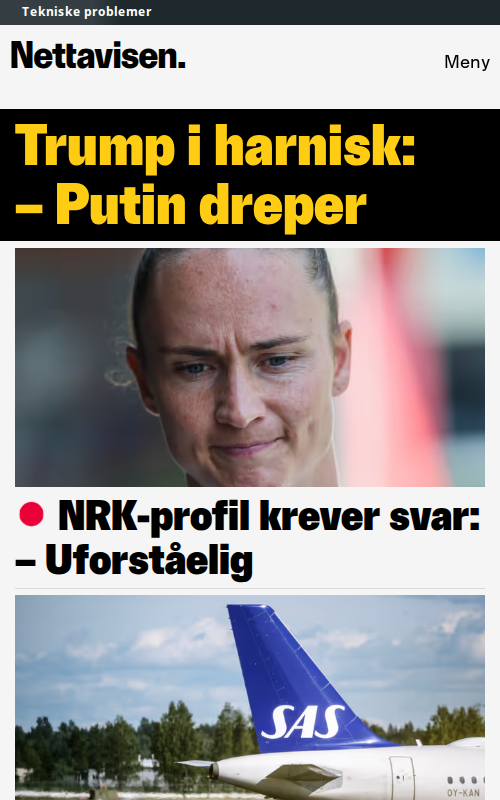 Tekniske problemer
Nettavisen.
Meny
Trump i harnisk:
– Putin dreper
NRK-profil krever svar:
– Uforståelig
SAS
OY-KAN